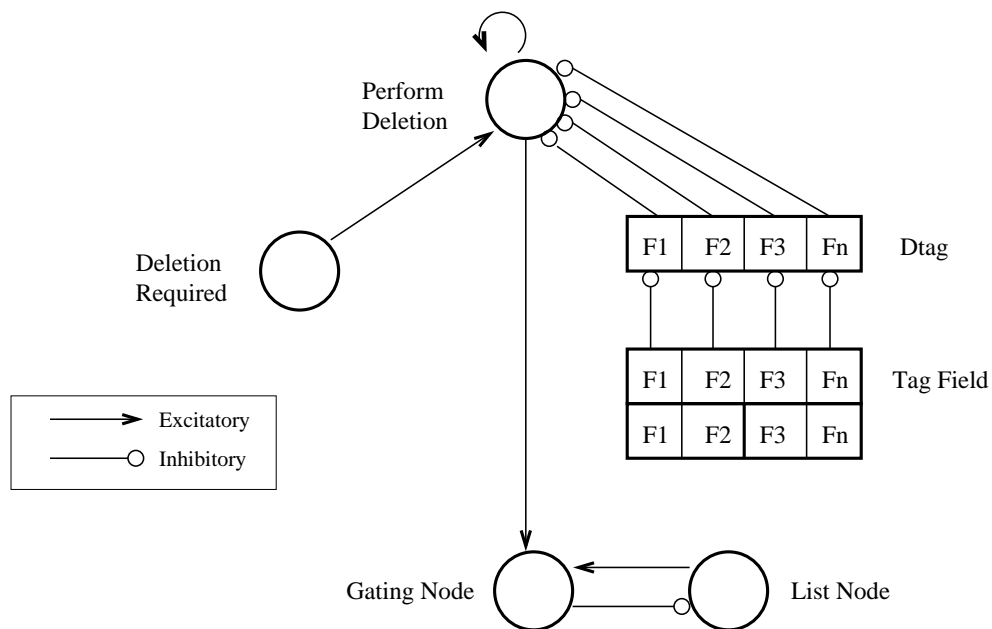 Perform
Deletion
F1 F2 F3 Fn
Dtag
Deletion
Required
F1 F2 F3 Fn
Tag Field
F1 F2 F3 Fn
Excitatory
Inhibitory
Gating Node
List Node